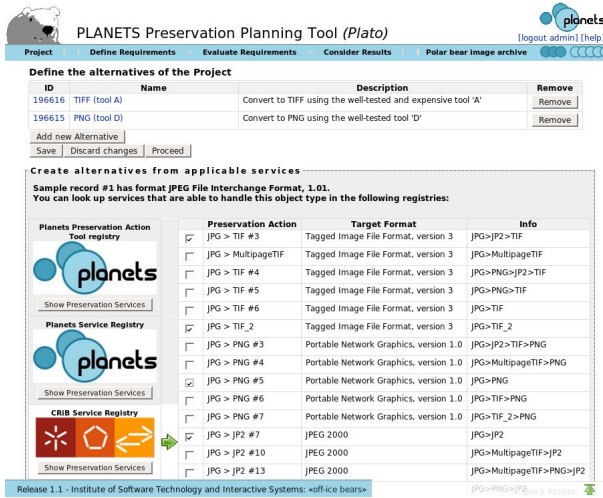 PLANETS Preservation Planning Tool (Plato)
planets
[logout admin] [help]
Project Define Requirements Evaluate Requirements Consider Results Polar bear image archive
Define the alternatives of the Project
ID Name Description Remove
196616 TIFF (tool A) Convert to TIFF using the well-tested and expensive tool 'A' Remove
196615 PNG (tool D) Convert to PNG using the well-tested tool 'D' Remove
Add new Alternative
Save Discard changes Proceed
Create alternatives from applicable services
Sample record #1 has format JPEG File Interchange Format, 1.01.
You can look up services that are able to handle this object type in the following registries:
Planets Preservation Action
Tool registry
planets
Show Preservation Services
Planets Service Registry
planets
Show Preservation Services
CRiB Service Registry
Show Preservation Services
Preservation Action Target Format Info
JPG > TIF #3 Tagged Image File Format, version 3 JPG>JP2>TIF
JPG > MultipageTIF Tagged Image File Format, version 3 JPG>MultipageTIF
JPG > TIF #4 Tagged Image File Format, version 3 JPG>PNG>JP2>TIF
JPG > TIF #5 Tagged Image File Format, version 3 JPG>PNG>TIF
JPG > TIF #6 Tagged Image File Format, version 3 JPG>TIF
JPG > TIF_2 Tagged Image File Format, version 3 JPG>TIF_2
JPG > PNG #3 Portable Network Graphics, version 1.0 JPG>JP2>TIF>PNG
JPG > PNG #4 Portable Network Graphics, version 1.0 JPG>MultipageTIF>PNG
JPG > PNG #5 Portable Network Graphics, version 1.0 JPG>PNG
JPG > PNG #6 Portable Network Graphics, version 1.0 JPG>TIF>PNG
JPG > PNG #7 Portable Network Graphics, version 1.0 JPG>TIF_2>PNG
JPG > JP2 #7 JPEG 2000 JPG>JP2
JPG > JP2 #10 JPEG 2000 JPG>MultipageTIF>JP2
JPG > JP2 #13 JPEG 2000 JPG>MultipageTIF>PNG>JP2
JPG>PNG>JP2
Quick Access:
Release 1.1 - Institute of Software Technology and Interactive Systems: «off-ice bears»